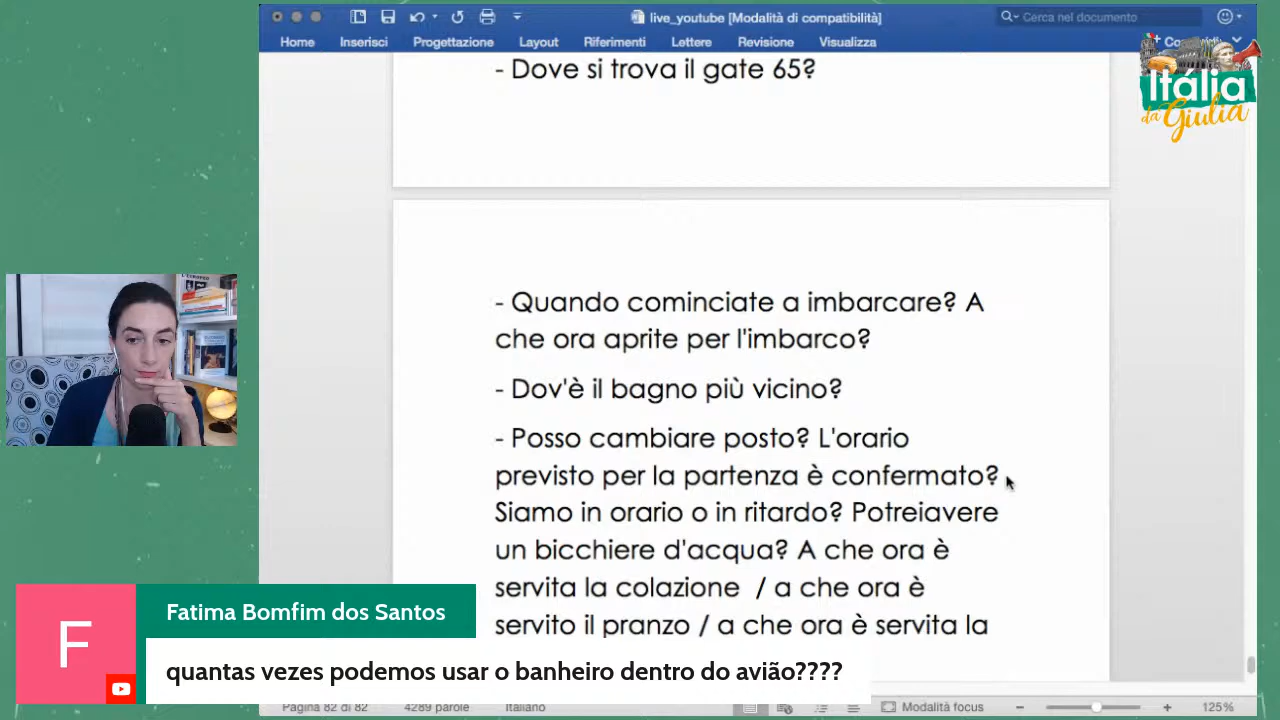 live_youtube [Modalità di compatibilità]
Cerca nel documento
Home Inserisci Progettazione Layout Riferimenti Lettere Revisione Visualizza
Itália
da Giulia
- Dove si trova il gate 65?
- Quando cominciate a imbarcare? A
che ora aprite per l'imbarco?
- Dov'è il bagno più vicino?
- Posso cambiare posto? L'orario
previsto per la partenza è confermato?
Siamo in orario o in ritardo? Potreiavere
un bicchiere d'acqua? A che ora è
servita la colazione / a che ora è
servito il pranzo / a che ora è servita la
F
Fatima Bomfim dos Santos
quantas vezes podemos usar o banheiro dentro do avião????
Pagina 82 di 82 4289 parole Italiano Modalità focus 125%